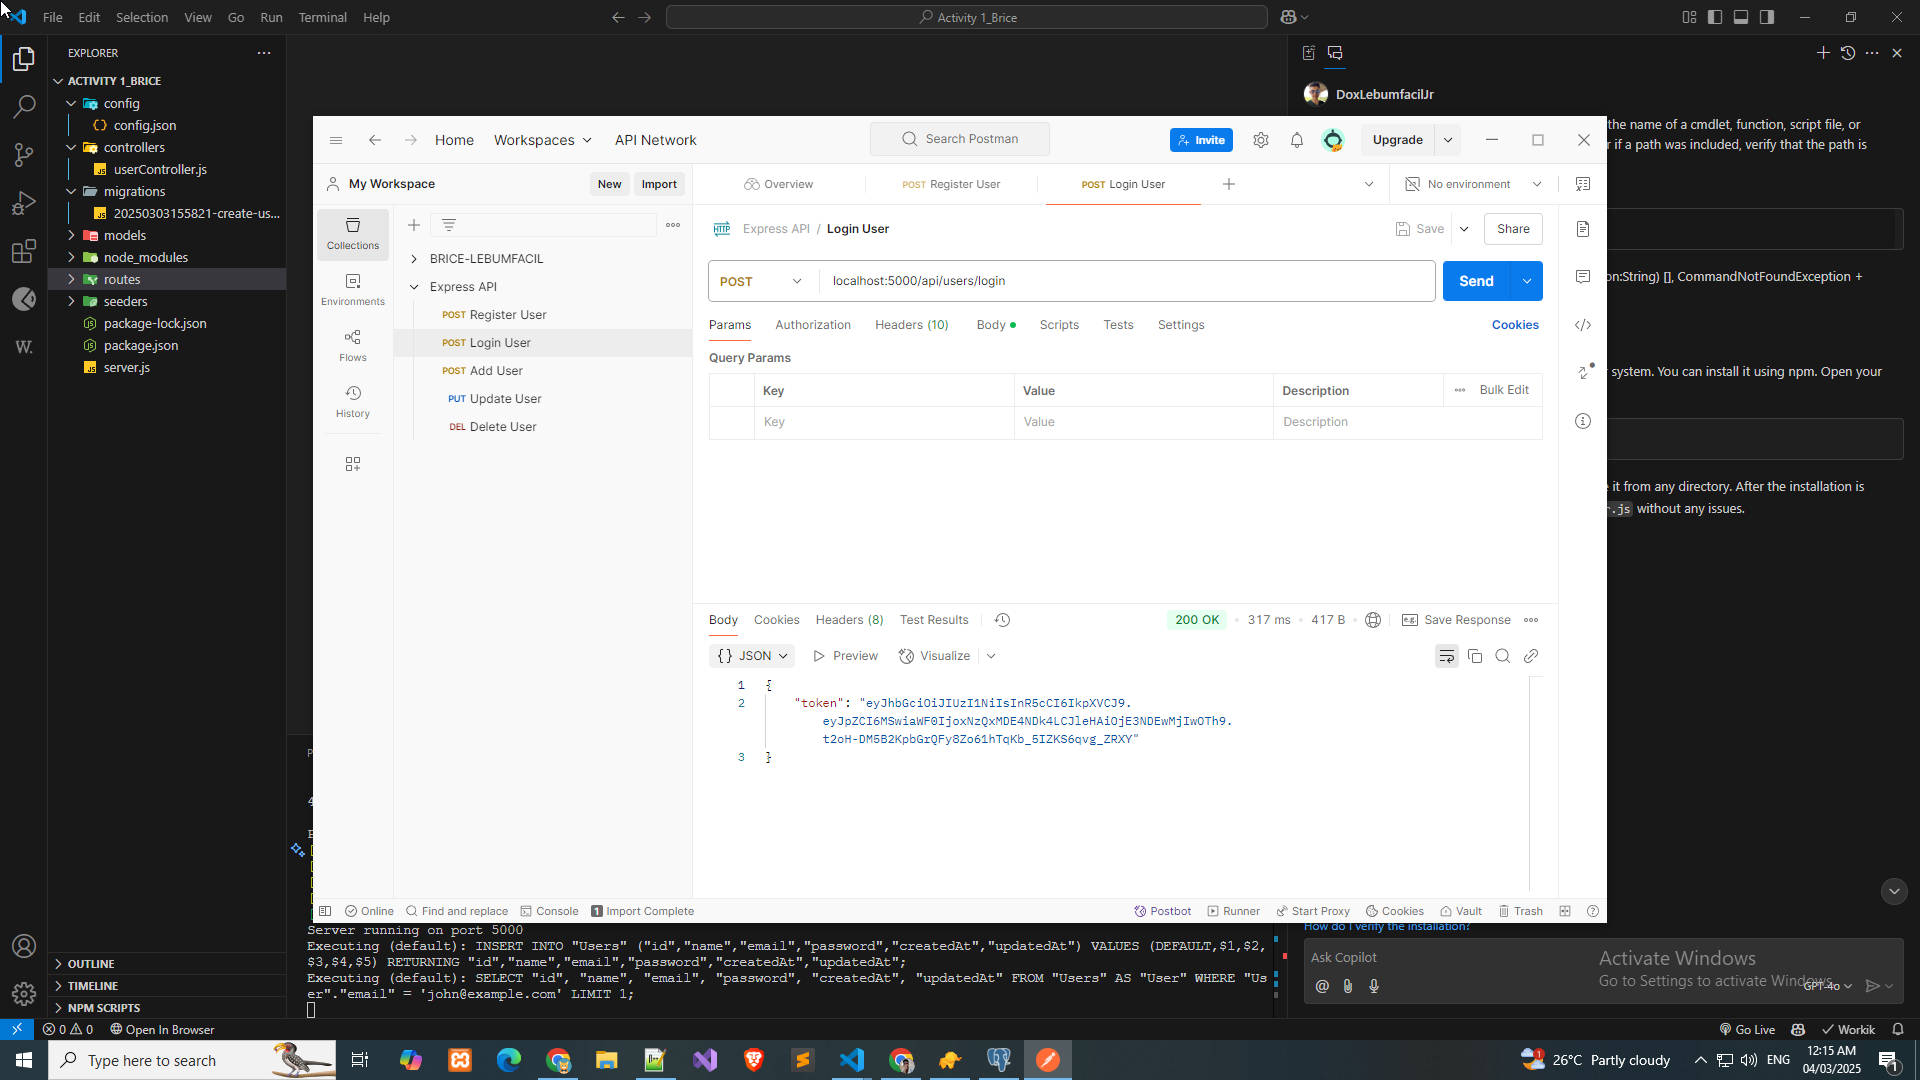 File Edit Selection View Go Run Terminal Help
Activity 1_Brice
EXPLORER
ACTIVITY 1_BRICE
config
config.json
controllers
userController.js
migrations
20250303155821-create-us...
models
node_modules
routes
seeders
package-lock.json
package.json
server.js
OUTLINE
TIMELINE
NPM SCRIPTS
DoxLebumfacilJr
the name of a cmdlet, function, script file, or
r if a path was included, verify that the path is
on:String) [], CommandNotFoundException +
r system. You can install it using npm. Open your
e it from any directory. After the installation is
r.js without any issues.
How do I verify the installation?
Ask Copilot
GPT-4o
Activate Windows
Go to Settings to activate Windows.
Home Workspaces API Network
Search Postman
Invite
Upgrade
My Workspace
New Import
Overview
POST Register User
POST Login User
No environment
Collections
Environments
Flows
History
BRICE-LEBUMFACIL
Express API
POST Register User
POST Login User
POST Add User
PUT Update User
DEL Delete User
HTTP Express API / Login User
Save
Share
POST
localhost:5000/api/users/login
Send
Params Authorization Headers (10) Body Scripts Tests Settings
Cookies
Query Params
Key Value Description Bulk Edit
Key Value Description
Body Cookies Headers (8) Test Results
200 OK • 317 ms • 417 B
Save Response
{} JSON Preview Visualize
1 {
2 "token": "eyJhbGciOiJIUzI1NiIsInR5cCI6IkpXVCJ9.
eyJpZCI6MSwiaWF0IjoxNzQxMDE4NDk4LCJleHAiOjE3NDEwMjIwOTh9.
t2oH-DM5B2KpbGrQFy8Zo61hTqKb_5IZKS6qvg_ZRXY"
3 }
Online Find and replace Console 1 Import Complete
Postbot Runner Start Proxy Cookies Vault Trash
Server running on port 5000
Executing (default): INSERT INTO "Users" ("id","name","email","password","createdAt","updatedAt") VALUES (DEFAULT,$1,$2,
$3,$4,$5) RETURNING "id","name","email","password","createdAt","updatedAt";
Executing (default): SELECT "id", "name", "email", "password", "createdAt", "updatedAt" FROM "Users" AS "User" WHERE "Us
er"."email" = 'john@example.com' LIMIT 1;
0 0 Open In Browser
Go Live Workik
Type here to search
26°C Partly cloudy
ENG
12:15 AM
04/03/2025
1